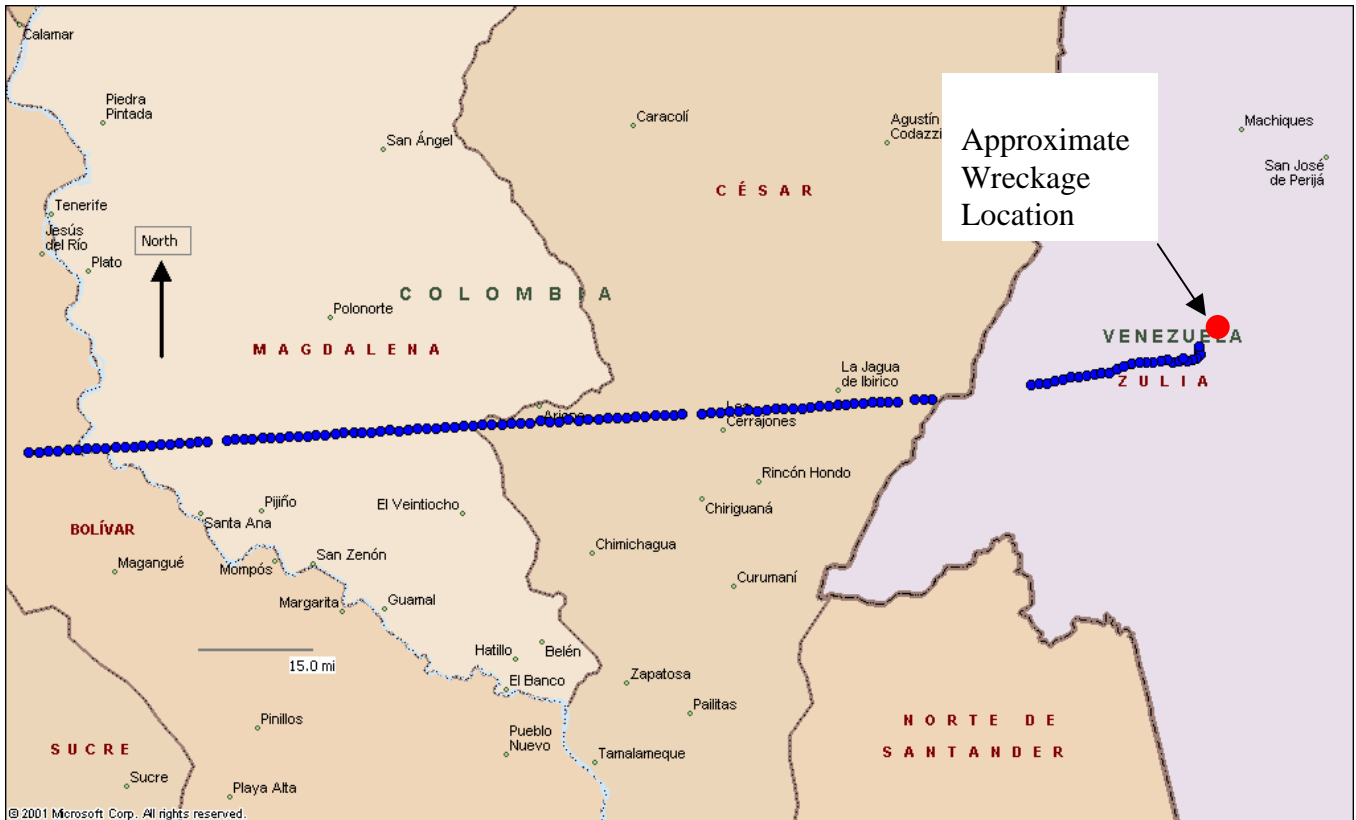 Calamar
Piedra
Pintada
San Ángel
Caracolí
Agustín
Codazzi
Machiques
San José
de Perijá
Approximate
Wreckage
Location
CÉSAR
Tenerife
Jesús
del Río
Plato
North
COLOMBIA
Polonorte
MAGDALENA
VENEZUELA
ZULIA
La Jagua
de Ibirico
Cerrajones
Rincón Hondo
Chiriguaná
El Veintiocho
Pijiño
Santa Ana
BOLÍVAR
Magangué
Mompós
San Zenón
Chimichagua
Curumaní
Margarita
Guamal
Hatillo
Belén
15.0 mi
El Banco
Zapatosa
Pailitas
Pinillos
Pueblo
Nuevo
NORTE DE
SANTANDER
SUCRE
Sucre
Playa Alta
Tamalameque
© 2001 Microsoft Corp. All rights reserved.